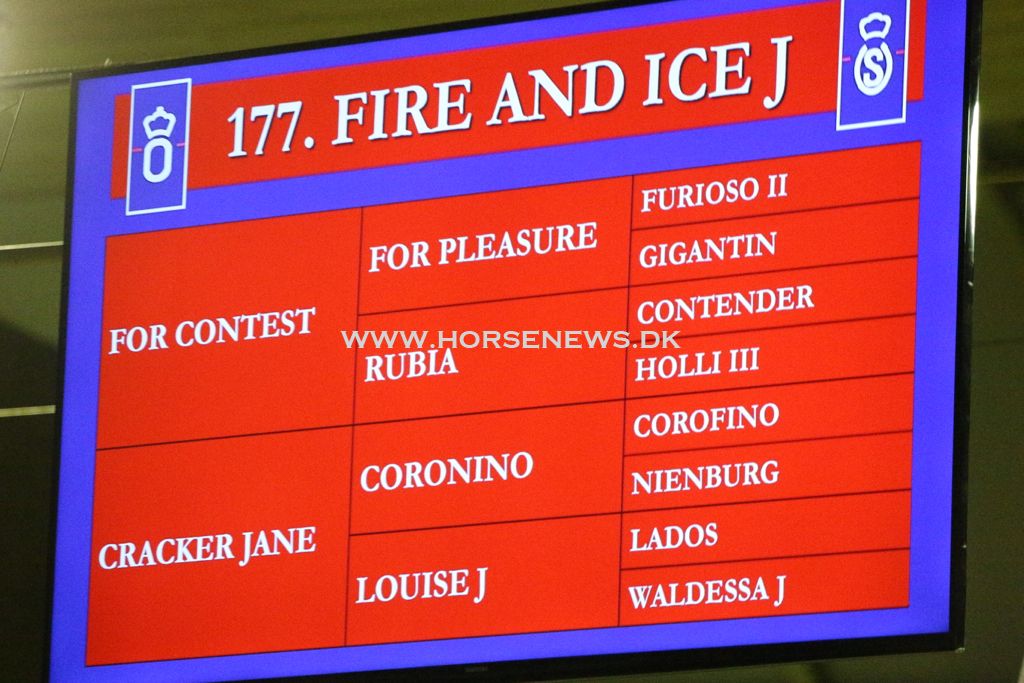 177. FIRE AND ICE J
O
S
FOR CONTEST
FOR PLEASURE
FURIOSO II
GIGANTIN
RUBIA
CONTENDER
HOLLI III
CRACKER JANE
CORONINO
COROFINO
NIENBURG
LOUISE J
LADOS
WALDESSA J
WWW.HORSENEWS.DK